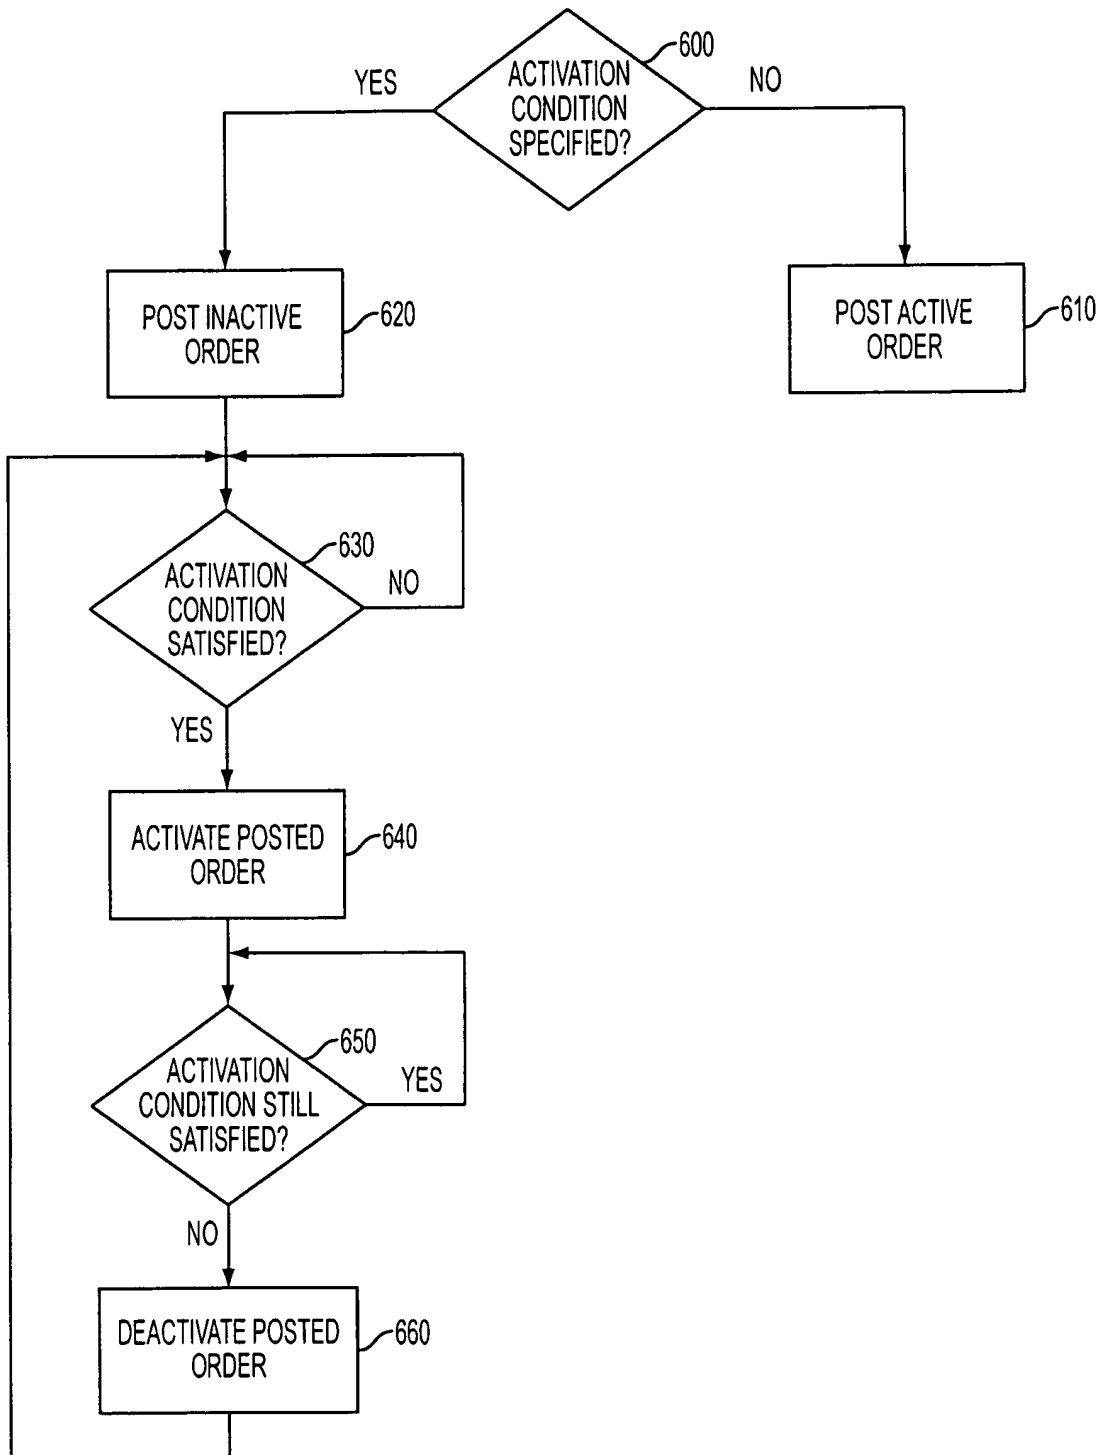 600
YES
ACTIVATION
CONDITION
SPECIFIED?
NO
POST INACTIVE
ORDER
620
POST ACTIVE
ORDER
610
630
ACTIVATION
CONDITION
SATISFIED?
NO
YES
ACTIVATE POSTED
ORDER
640
650
ACTIVATION
CONDITION STILL
SATISFIED?
YES
NO
DEACTIVATE POSTED
ORDER
660